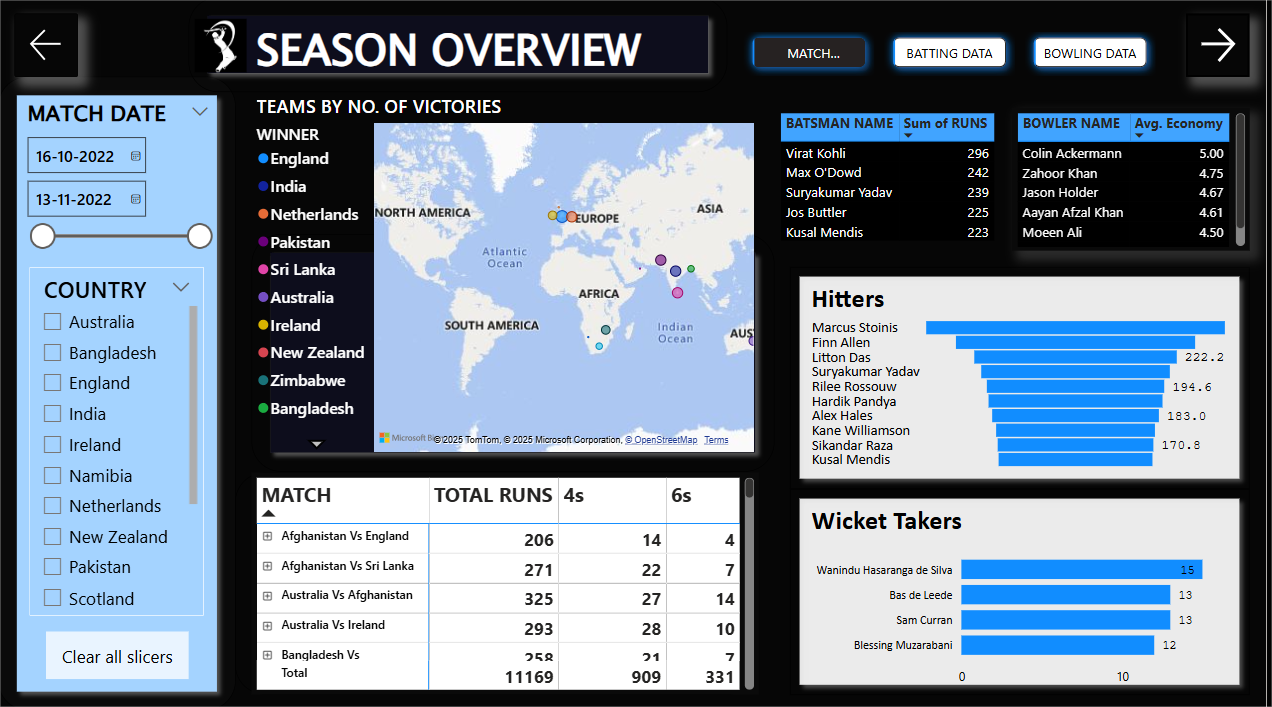 SEASON OVERVIEW
MATCH...
BATTING DATA
BOWLING DATA
MATCH DATE
16-10-2022
13-11-2022
COUNTRY
Australia
Bangladesh
England
India
Ireland
Namibia
Netherlands
New Zealand
Pakistan
Scotland
Clear all slicers
TEAMS BY NO. OF VICTORIES
WINNER
England
India
Netherlands
Pakistan
Sri Lanka
Australia
Ireland
New Zealand
Zimbabwe
Bangladesh
NORTH AMERICA
EUROPE
ASIA
Atlantic
Ocean
AFRICA
SOUTH AMERICA
Indian
Ocean
AUS
Microsoft Bi
©2025 TomTom, © 2025 Microsoft Corporation, © OpenStreetMap Terms
MATCH TOTAL RUNS 4s 6s
Afghanistan Vs England 206 14 4
Afghanistan Vs Sri Lanka 271 22 7
Australia Vs Afghanistan 325 27 14
Australia Vs Ireland 293 28 10
Bangladesh Vs 258 21 7
Total 11169 909 331
BATSMAN NAME Sum of RUNS
Virat Kohli 296
Max O'Dowd 242
Suryakumar Yadav 239
Jos Buttler 225
Kusal Mendis 223
BOWLER NAME Avg. Economy
Colin Ackermann 5.00
Zahoor Khan 4.75
Jason Holder 4.67
Aayan Afzal Khan 4.61
Moeen Ali 4.50
Hitters
Marcus Stoinis
Finn Allen
Litton Das 222.2
Suryakumar Yadav
Rilee Rossouw 194.6
Hardik Pandya
Alex Hales 183.0
Kane Williamson
Sikandar Raza 170.8
Kusal Mendis
Wicket Takers
Wanindu Hasaranga de Silva 15
Bas de Leede 13
Sam Curran 13
Blessing Muzarabani 12
0 10